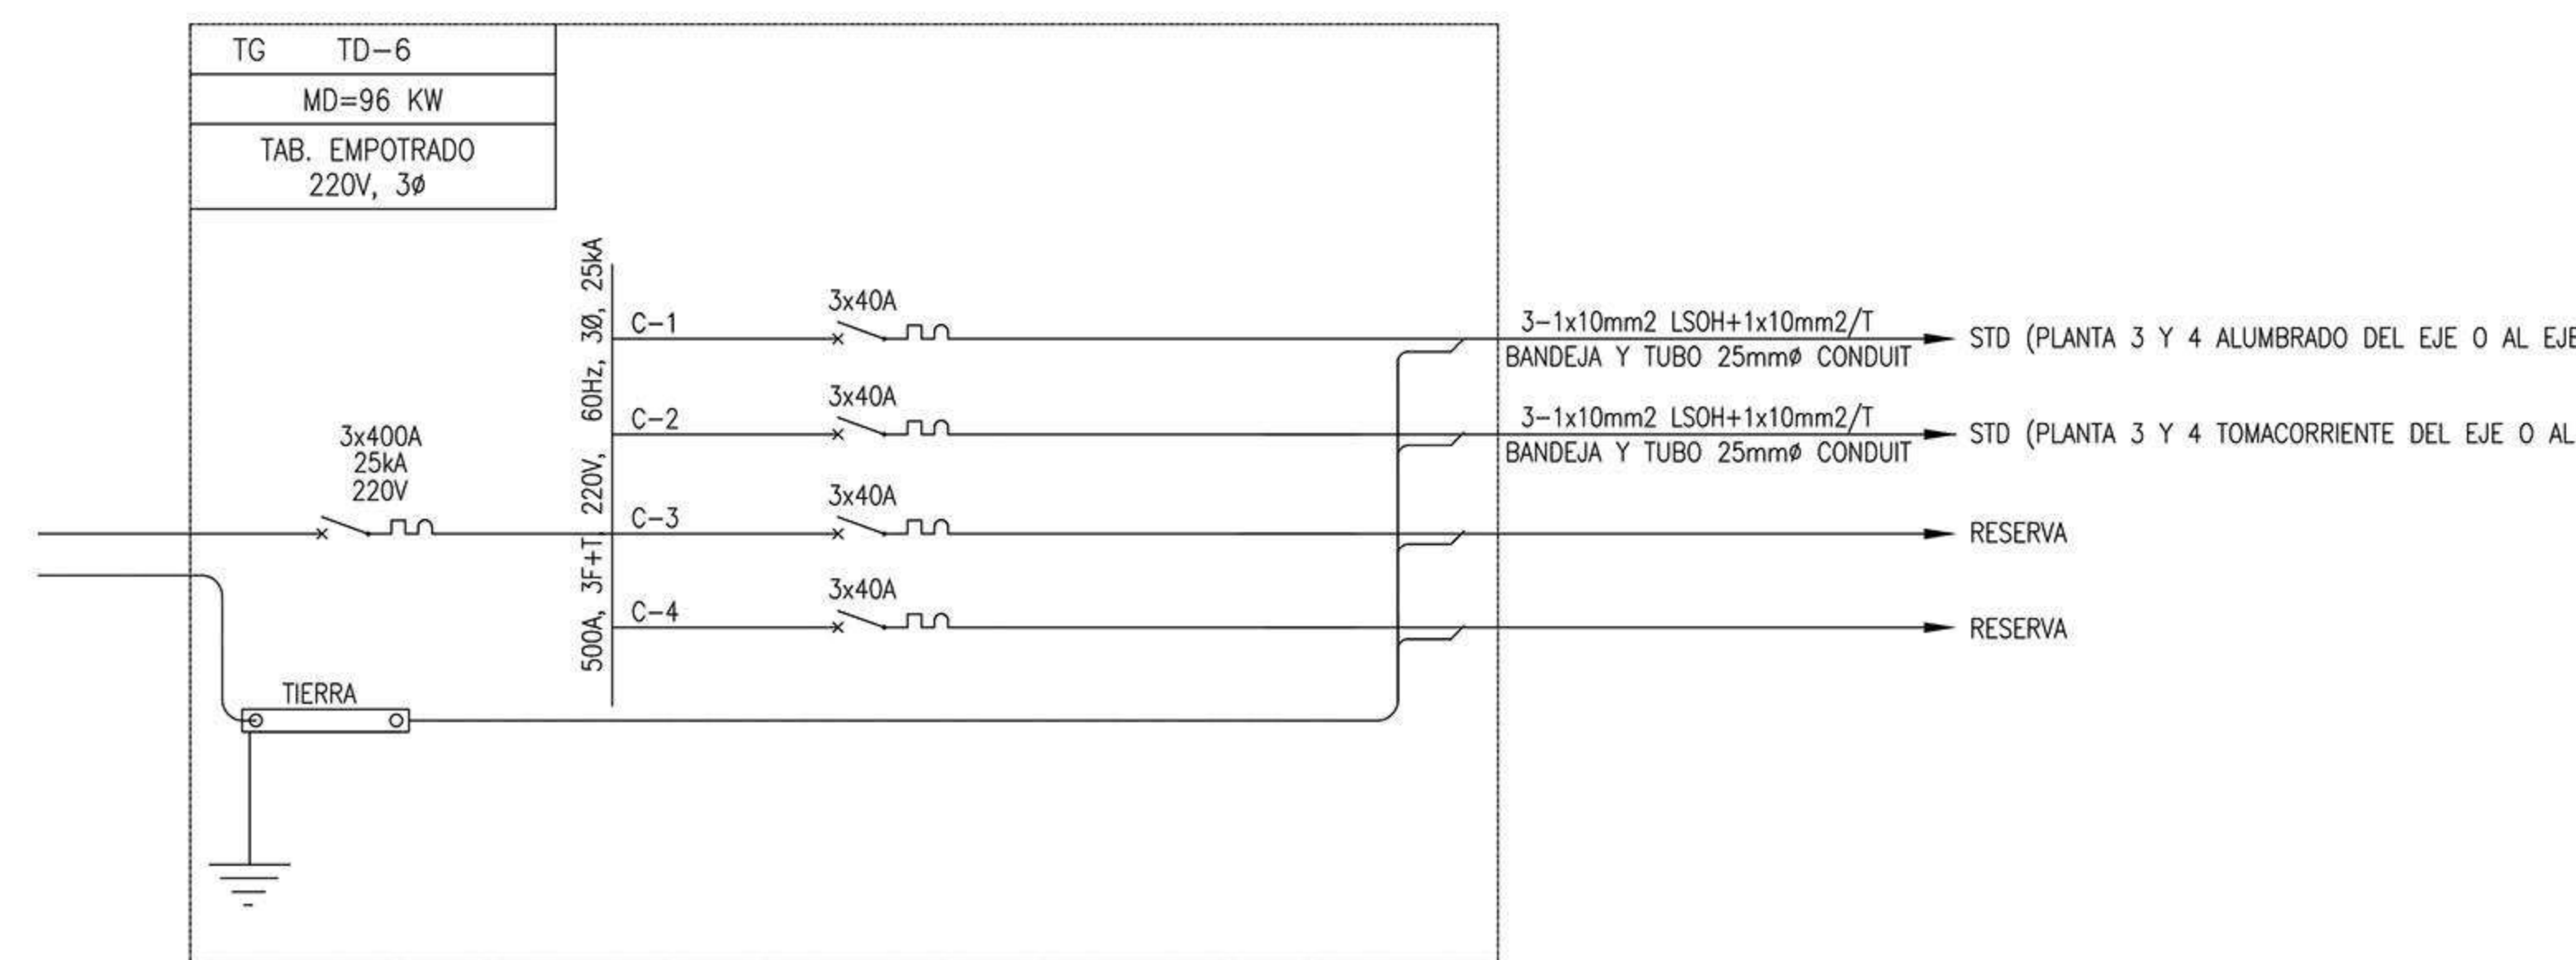 TG TD-6
MD=96 KW
TAB. EMPOTRADO
220V, 3ø
500A, 3F+T, 220V, 60Hz, 3Ø, 25kA
3x400A
25kA
220V
C-1
3x40A
3-1x10mm2 LSOH+1x10mm2/T
BANDEJA Y TUBO 25mmø CONDUIT
STD (PLANTA 3 Y 4 ALUMBRADO DEL EJE O AL EJE
C-2
3x40A
3-1x10mm2 LSOH+1x10mm2/T
BANDEJA Y TUBO 25mmø CONDUIT
STD (PLANTA 3 Y 4 TOMACORRIENTE DEL EJE O AL
C-3
3x40A
RESERVA
C-4
3x40A
RESERVA
TIERRA